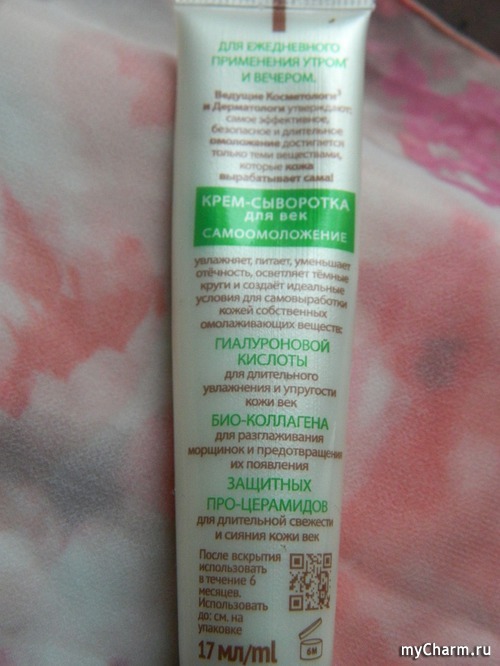 ДЛЯ ЕЖЕДНЕВНОГО
ПРИМЕНЕНИЯ УТРОМ
И ВЕЧЕРОМ.
Ведущие Косметологи¹
и Дерматологи утверждают:
самое эффективное,
безопасное и длительное
омоложение достигается
только теми веществами,
которые кожа
вырабатывает сама!
КРЕМ-СЫВОРОТКА
для век
САМООМОЛОЖЕНИЕ
увлажняет, питает, уменьшает
отёчность, осветляет тёмные
круги и создаёт идеальные
условия для самовыработки
кожей собственных
омолаживающих веществ:
ГИАЛУРОНОВОЙ
КИСЛОТЫ
для длительного
увлажнения и упругости
кожи век
БИО-КОЛЛАГЕНА
для разглаживания
морщинок и предотвращения
их появления
ЗАЩИТНЫХ
ПРО-ЦЕРАМИДОВ
для длительной свежести
и сияния кожи век
После вскрытия
использовать
в течение 6
месяцев.
Использовать
до: см. на
упаковке
6M
17 мл/ml
myCharm.ru